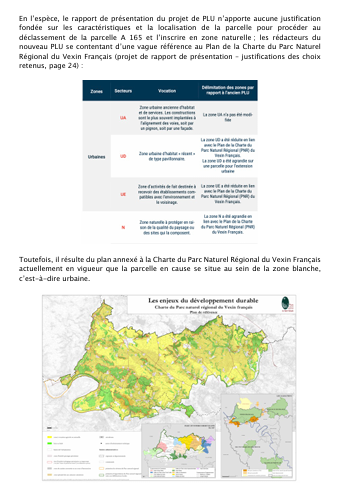 En l'espèce, le rapport de présentation du projet de PLU n'apporte aucune justification
fondée sur les caractéristiques et la localisation de la parcelle pour procéder au
déclassement de la parcelle A 165 et l'inscrire en zone naturelle ; les rédacteurs du
nouveau PLU se contentent d'une vague référence au Plan de la Charte du Parc Naturel
Régional du Vexin Français (projet de rapport de présentation – justifications des choix
retenus, page 24) :
Zones
Secteurs
Délimitation des zones par
rapport à l'ancien PLU
Urbaines
UA
Zone urbaine ancienne d'habitat
et de services. Les constructions
sont le plus souvent implantées à
l'alignement des voies, soit par
un pignon, soit par une façade.
La zone UA n'a pas été modi-
fiée
UD
Zone urbaine d'habitat « récent »
de type pavillonnaire.
La zone UD a été réduite en lien
avec le Plan de la Charte du
Parc Naturel Régional (PNR) du
Vexin Français.
La zone UD a été agrandie sur
une parcelle pour l'extension
urbaine
UE
Zone d'activités de fait destinée à
recevoir des établissements com-
patibles avec l'environnement et
le voisinage.
La zone UE a été réduite en lien
avec le Plan de la Charte du
Parc Naturel Régional (PNR)
du Vexin Français.
N
Zone naturelle à protéger en rai-
son de la qualité du paysage ou
des sites qui la composent.
La zone N a été agrandie en
lien avec le Plan de la Charte
du Parc Naturel Régional (PNR)
du Vexin Français.
Toutefois, il résulte du plan annexé à la Charte du Parc Naturel Régional du Vexin Français
actuellement en vigueur que la parcelle en cause se situe au sein de la zone blanche,
c'est-à-dire urbaine.
Les enjeux du développement durable
Charte du Parc naturel régional du Vexin français
Plan de référence